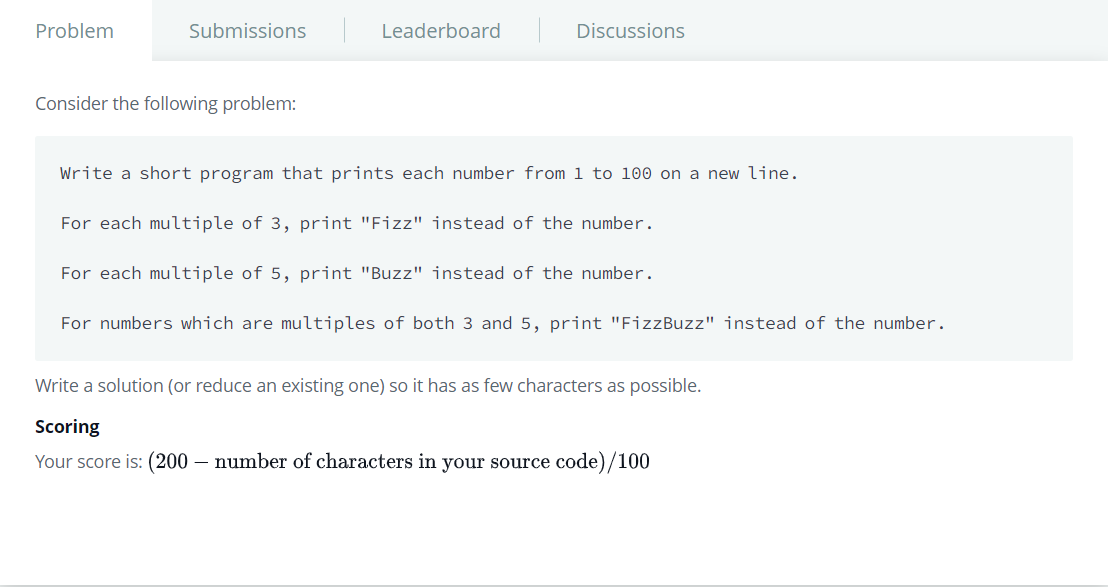 Problem Submissions Leaderboard Discussions
Consider the following problem:
Write a short program that prints each number from 1 to 100 on a new line.
For each multiple of 3, print "Fizz" instead of the number.
For each multiple of 5, print "Buzz" instead of the number.
For numbers which are multiples of both 3 and 5, print "FizzBuzz" instead of the number.
Write a solution (or reduce an existing one) so it has as few characters as possible.
Scoring
Your score is: (200 − number of characters in your source code)/100